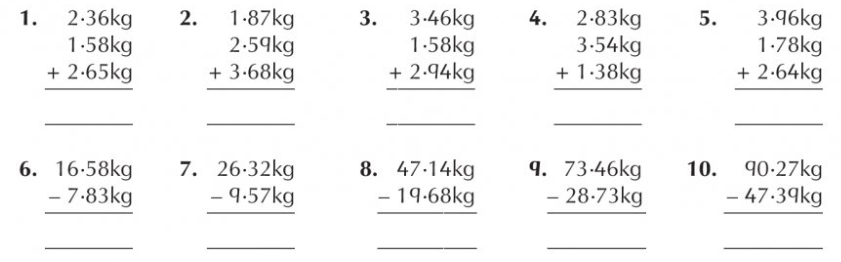 1. 2·36kg 2. 1·87kg 3. 3·46kg 4. 2·83kg 5. 3·96kg
1·58kg 2·59kg 1·58kg 3·54kg 1·78kg
+ 2·65kg + 3·68kg + 2·94kg + 1·38kg + 2·64kg
6. 16·58kg 7. 26·32kg 8. 47·14kg 9. 73·46kg 10. 90·27kg
– 7·83kg – 9·57kg – 19·68kg – 28·73kg – 47·39kg